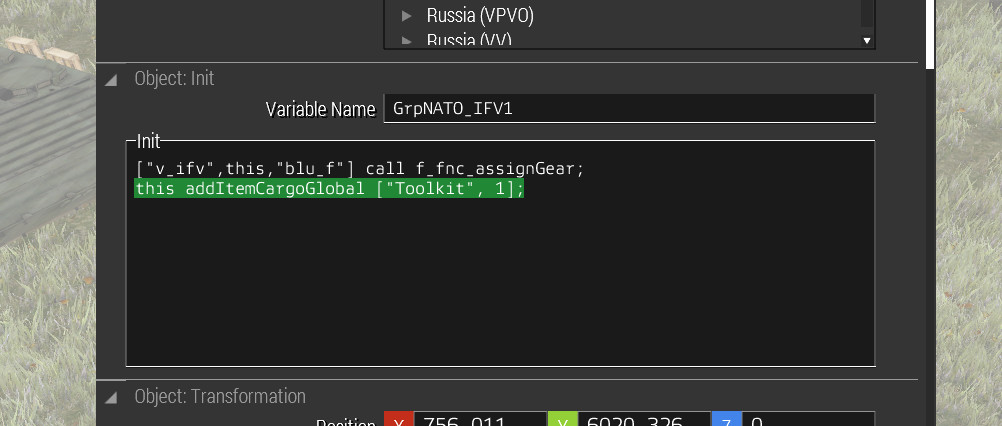 Russia (VPVO)
Russia (VV)
Object: Init
Variable Name GrpNATO_IFV1
Init
["v_ifv",this,"blu_f"] call f_fnc_assignGear;
this addItemCargoGlobal ["Toolkit", 1];
Object: Transformation
Position X 756.011 Y 6020.326 Z 0